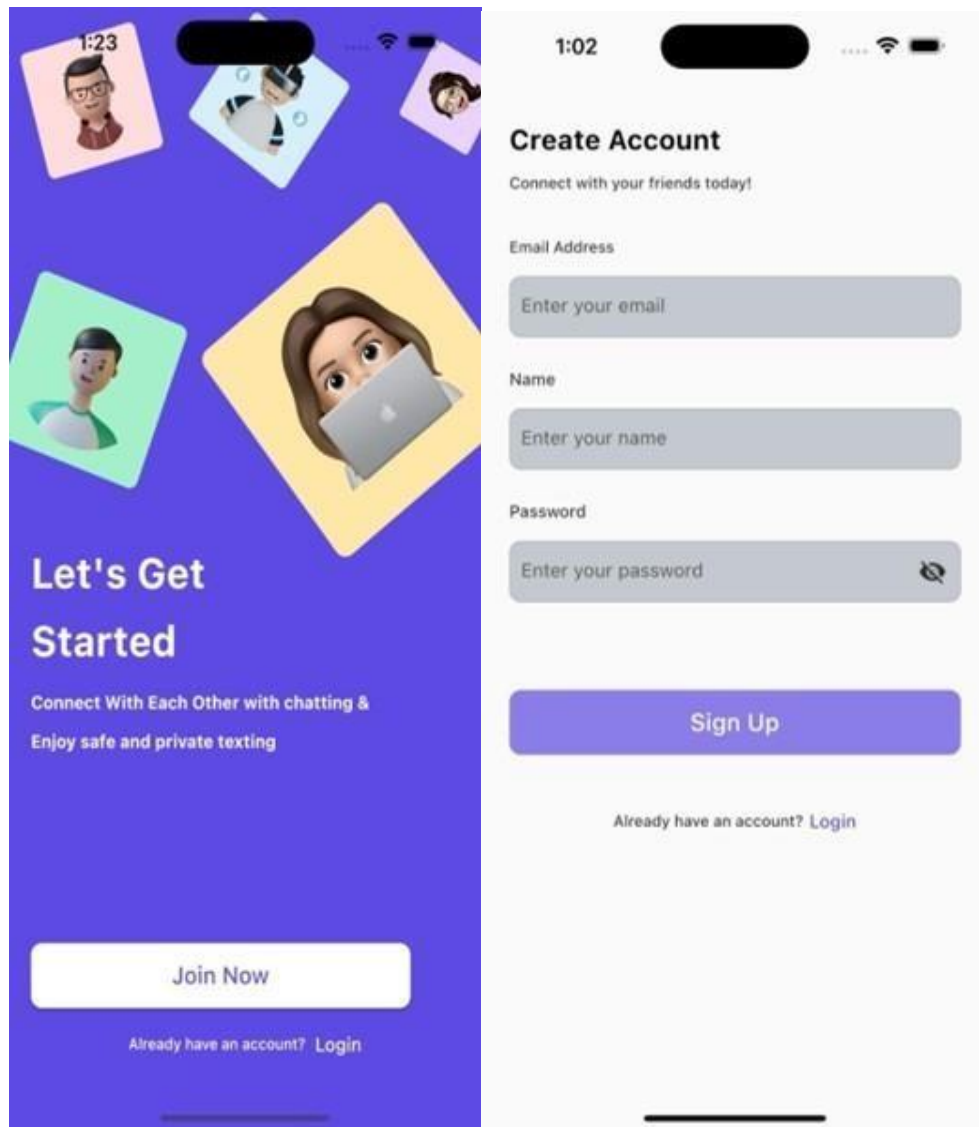 1:23
Let's Get
Started
Connect With Each Other with chatting &
Enjoy safe and private texting
Join Now
Already have an account? Login
1:02
Create Account
Connect with your friends today!
Email Address
Enter your email
Name
Enter your name
Password
Enter your password
Sign Up
Already have an account? Login